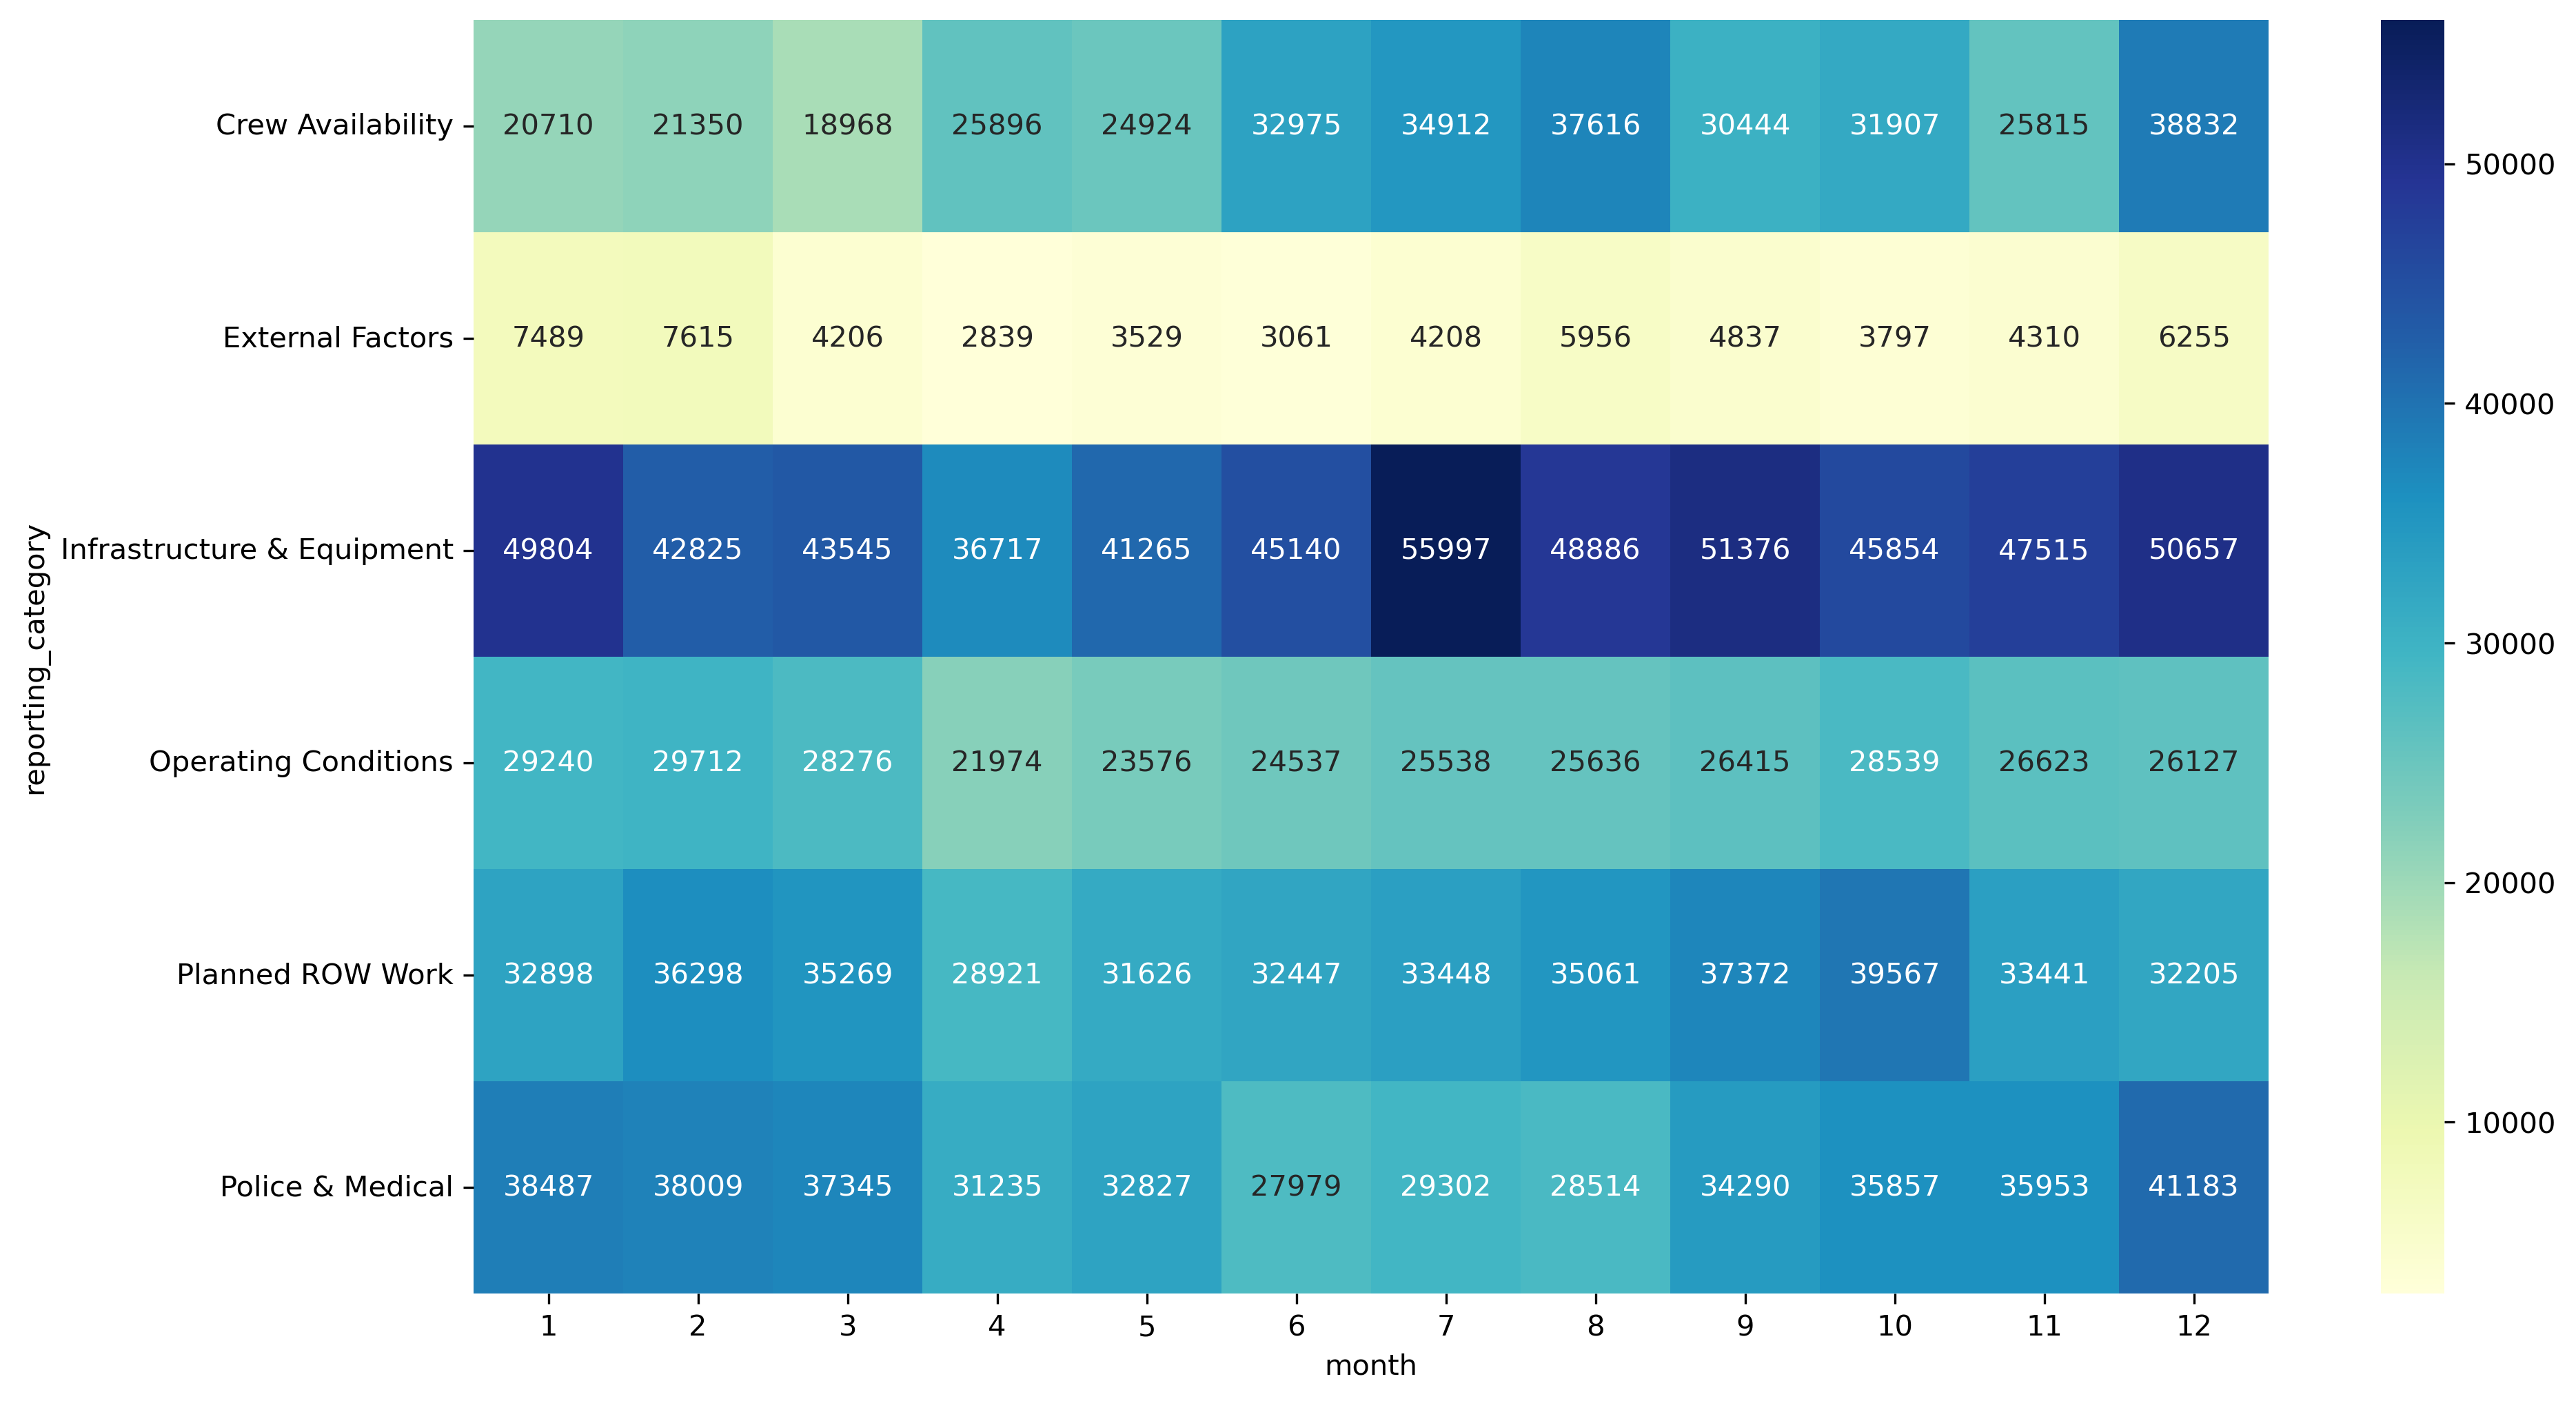 Crew Availability 20710 21350 18968 25896 24924 32975 34912 37616 30444 31907 25815 38832
External Factors 7489 7615 4206 2839 3529 3061 4208 5956 4837 3797 4310 6255
Infrastructure & Equipment 49804 42825 43545 36717 41265 45140 55997 48886 51376 45854 47515 50657
Operating Conditions 29240 29712 28276 21974 23576 24537 25538 25636 26415 28539 26623 26127
Planned ROW Work 32898 36298 35269 28921 31626 32447 33448 35061 37372 39567 33441 32205
Police & Medical 38487 38009 37345 31235 32827 27979 29302 28514 34290 35857 35953 41183
1 2 3 4 5 6 7 8 9 10 11 12
month
reporting_category
50000
40000
30000
20000
10000